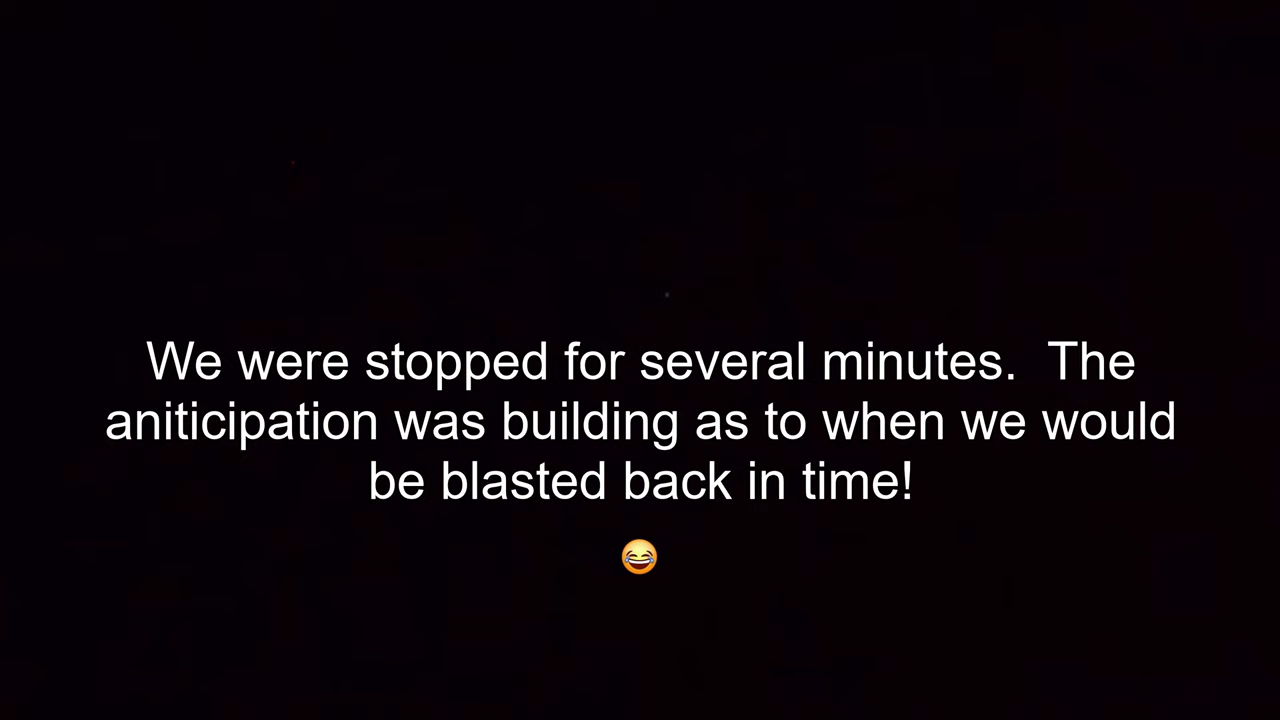 We were stopped for several minutes.  The
aniticipation was building as to when we would
be blasted back in time!
😂